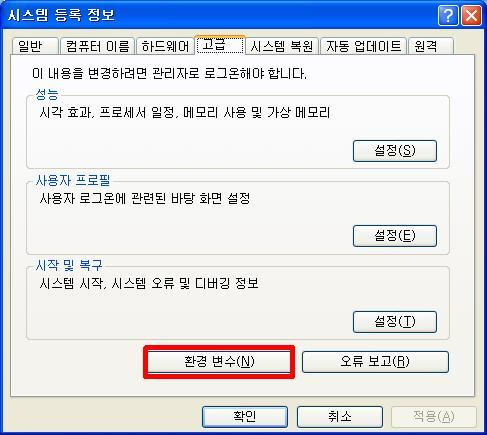 시스템 등록 정보
일반 컴퓨터 이름 하드웨어 고급 시스템 복원 자동 업데이트 원격
이 내용을 변경하려면 관리자로 로그온해야 합니다.
성능
시각 효과, 프로세서 일정, 메모리 사용 및 가상 메모리
설정(S)
사용자 프로필
사용자 로그온에 관련된 바탕 화면 설정
설정(E)
시작 및 복구
시스템 시작, 시스템 오류 및 디버깅 정보
설정(T)
환경 변수(N) 오류 보고(R)
확인 취소 적용(A)